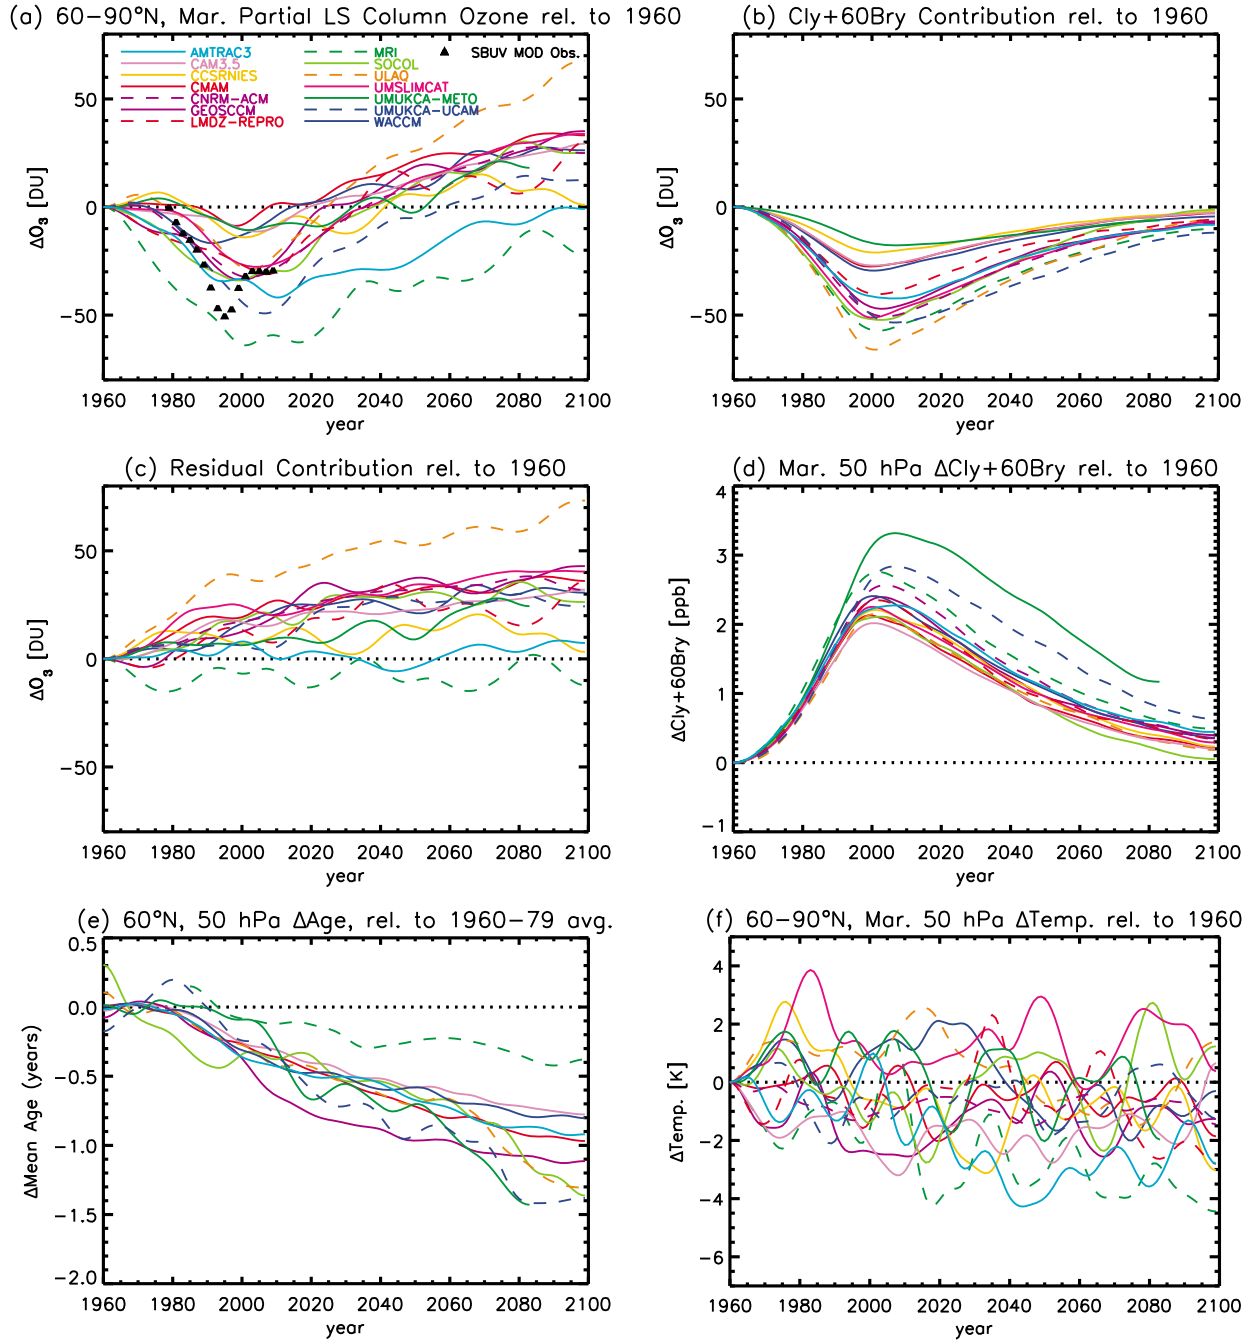 (a) 60-90°N, Mar. Partial LS Column Ozone rel. to 1960
AMTRAC3
CAM3.5
CCSRNIES
CMAM
CNRM-ACM
GEOSCCM
LMDZ-REPRO
MRI
SOCOL
ULAQ
UMSLIMCAT
UMUKCA-METO
UMUKCA-UCAM
WACCM
SBUV MOD Obs.
ΔO₃ [DU]
50
0
-50
1960 1980 2000 2020 2040 2060 2080 2100
year
(b) Cly+60Bry Contribution rel. to 1960
ΔO₃ [DU]
50
0
-50
1960 1980 2000 2020 2040 2060 2080 2100
year
(c) Residual Contribution rel. to 1960
ΔO₃ [DU]
50
0
-50
1960 1980 2000 2020 2040 2060 2080 2100
year
(d) Mar. 50 hPa ΔCly+60Bry rel. to 1960
ΔCly+60Bry [ppb]
4
3
2
1
0
-1
1960 1980 2000 2020 2040 2060 2080 2100
year
(e) 60°N, 50 hPa ΔAge, rel. to 1960-79 avg.
ΔMean Age (years)
0.5
0.0
-0.5
-1.0
-1.5
-2.0
1960 1980 2000 2020 2040 2060 2080 2100
year
(f) 60-90°N, Mar. 50 hPa ΔTemp. rel. to 1960
ΔTemp. [K]
4
2
0
-2
-4
-6
1960 1980 2000 2020 2040 2060 2080 2100
year